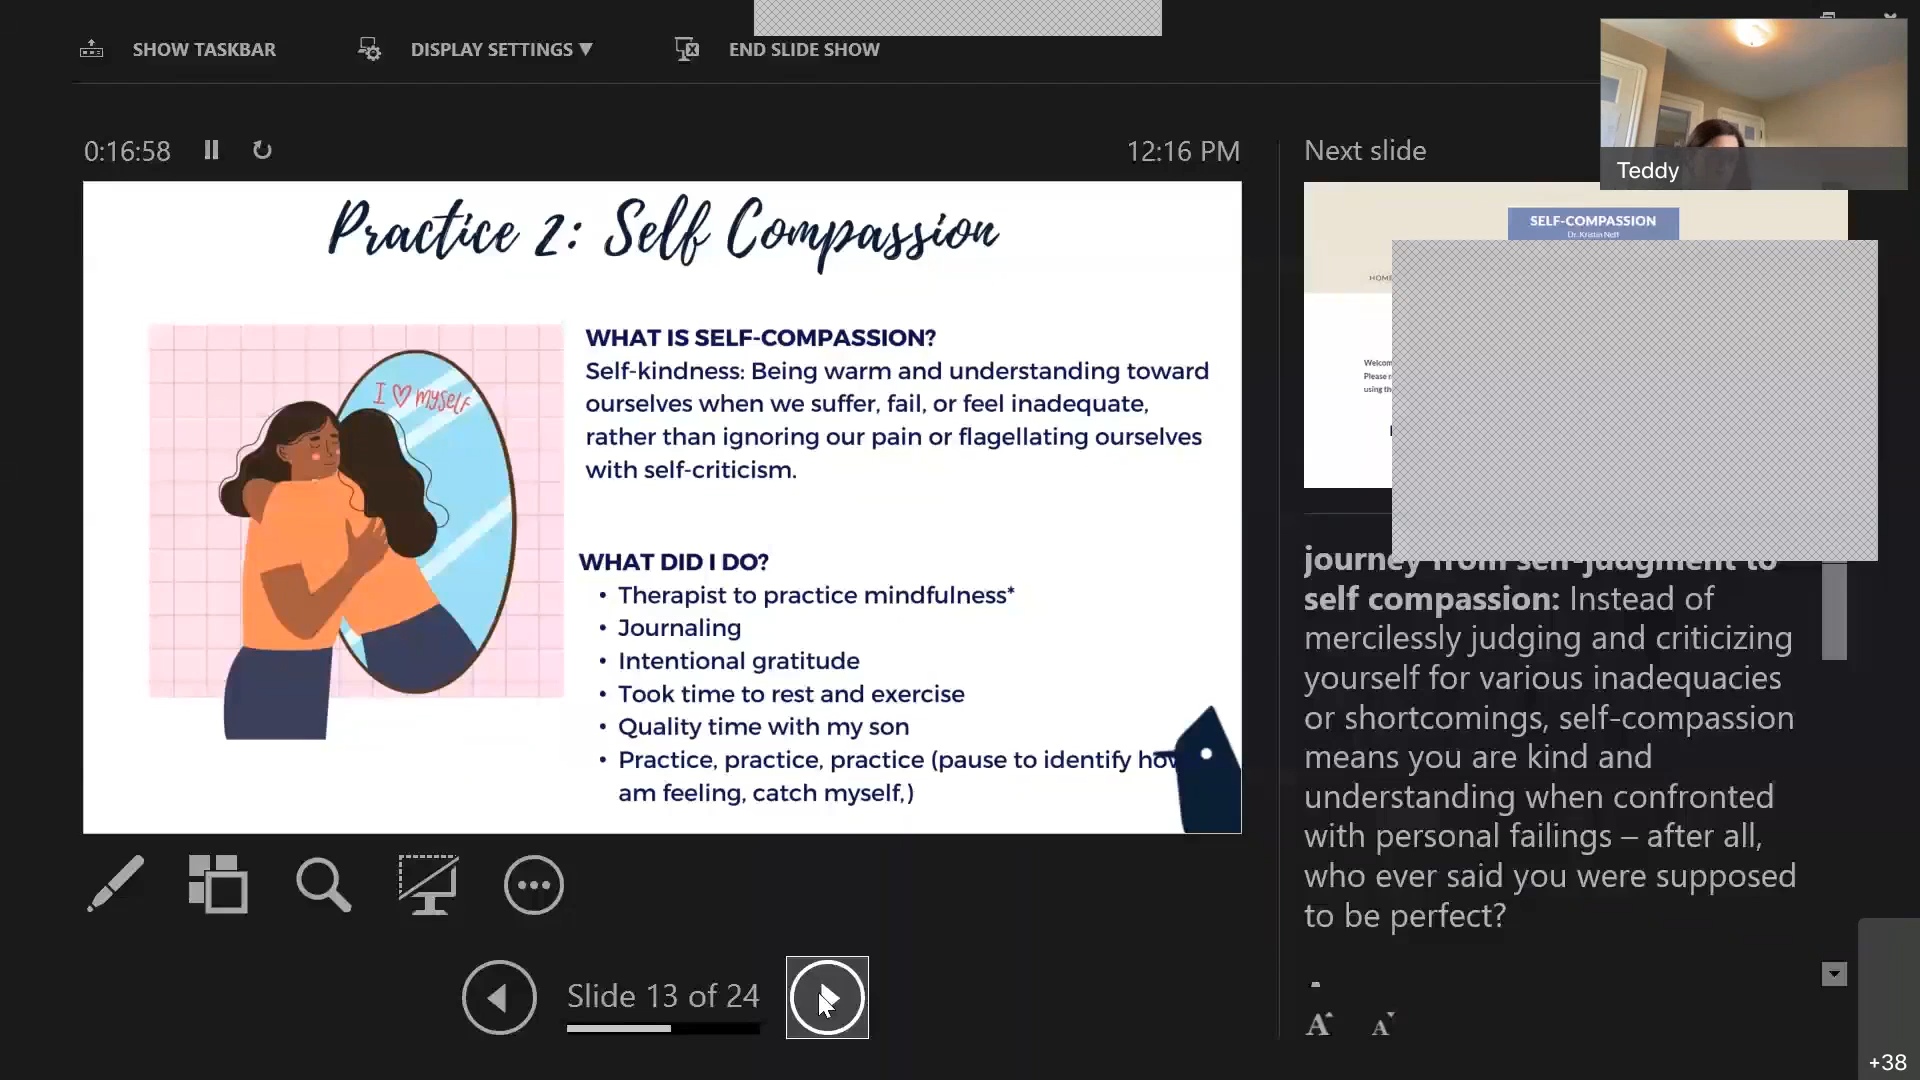 SHOW TASKBAR
DISPLAY SETTINGS ▼
END SLIDE SHOW
Teddy
0:16:58
12:16 PM
Next slide
Practice 2: Self Compassion
I ♡ myself
WHAT IS SELF-COMPASSION?
Self-kindness: Being warm and understanding toward
ourselves when we suffer, fail, or feel inadequate,
rather than ignoring our pain or flagellating ourselves
with self-criticism.
WHAT DID I DO?
• Therapist to practice mindfulness*
• Journaling
• Intentional gratitude
• Took time to rest and exercise
• Quality time with my son
• Practice, practice, practice (pause to identify
am feeling, catch myself,)
SELF-COMPASSION
Dr. Kristin Neff
Please
using
journey from self-judgment to
self compassion: Instead of
mercilessly judging and criticizing
yourself for various inadequacies
or shortcomings, self-compassion
means you are kind and
understanding when confronted
with personal failings – after all,
who ever said you were supposed
to be perfect?
Slide 13 of 24
A A
+38